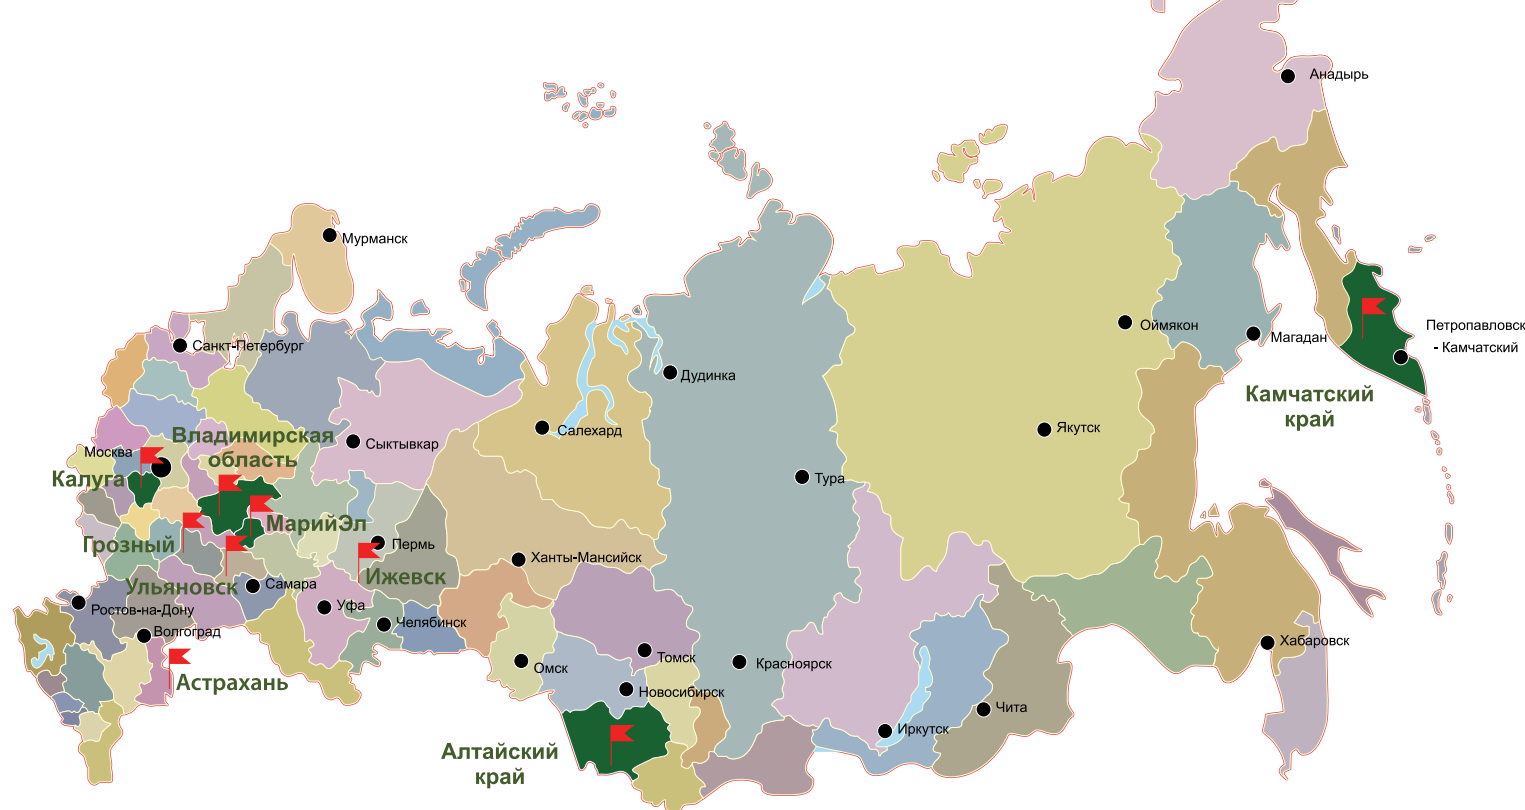 Анадырь
Мурманск
Оймякон
Петропавловск
- Камчатский
Магадан
Санкт-Петербург
Дудинка
Камчатский
край
Салехард
Якутск
Владимирская
область
Сыктывкар
Москва
Калуга
Тура
МарийЭл
Грозный
Пермь
Ханты-Мансийск
Ижевск
Ульяновск
Самара
Ростов-на-Дону
Уфа
Челябинск
Волгоград
Хабаровск
Томск
Красноярск
Омск
Астрахань
Новосибирск
Чита
Иркутск
Алтайский
край